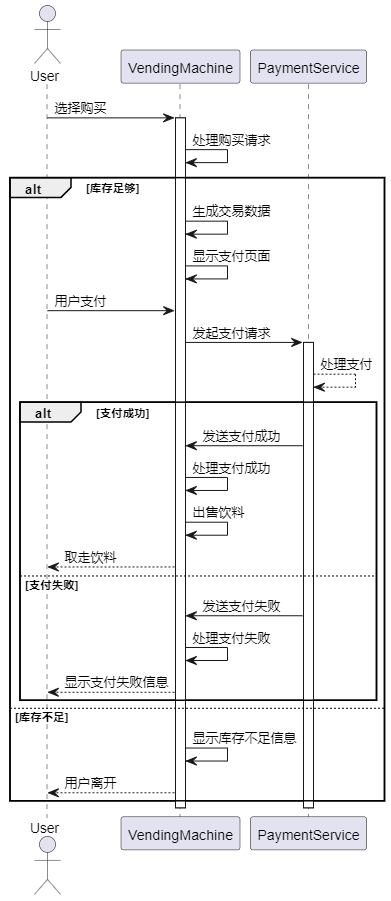 User
VendingMachine
PaymentService
选择购买
处理购买请求
alt
[库存足够]
生成交易数据
显示支付页面
用户支付
发起支付请求
处理支付
alt
[支付成功]
发送支付成功
处理支付成功
出售饮料
取走饮料
[支付失败]
发送支付失败
处理支付失败
显示支付失败信息
[库存不足]
显示库存不足信息
用户离开
User
VendingMachine
PaymentService